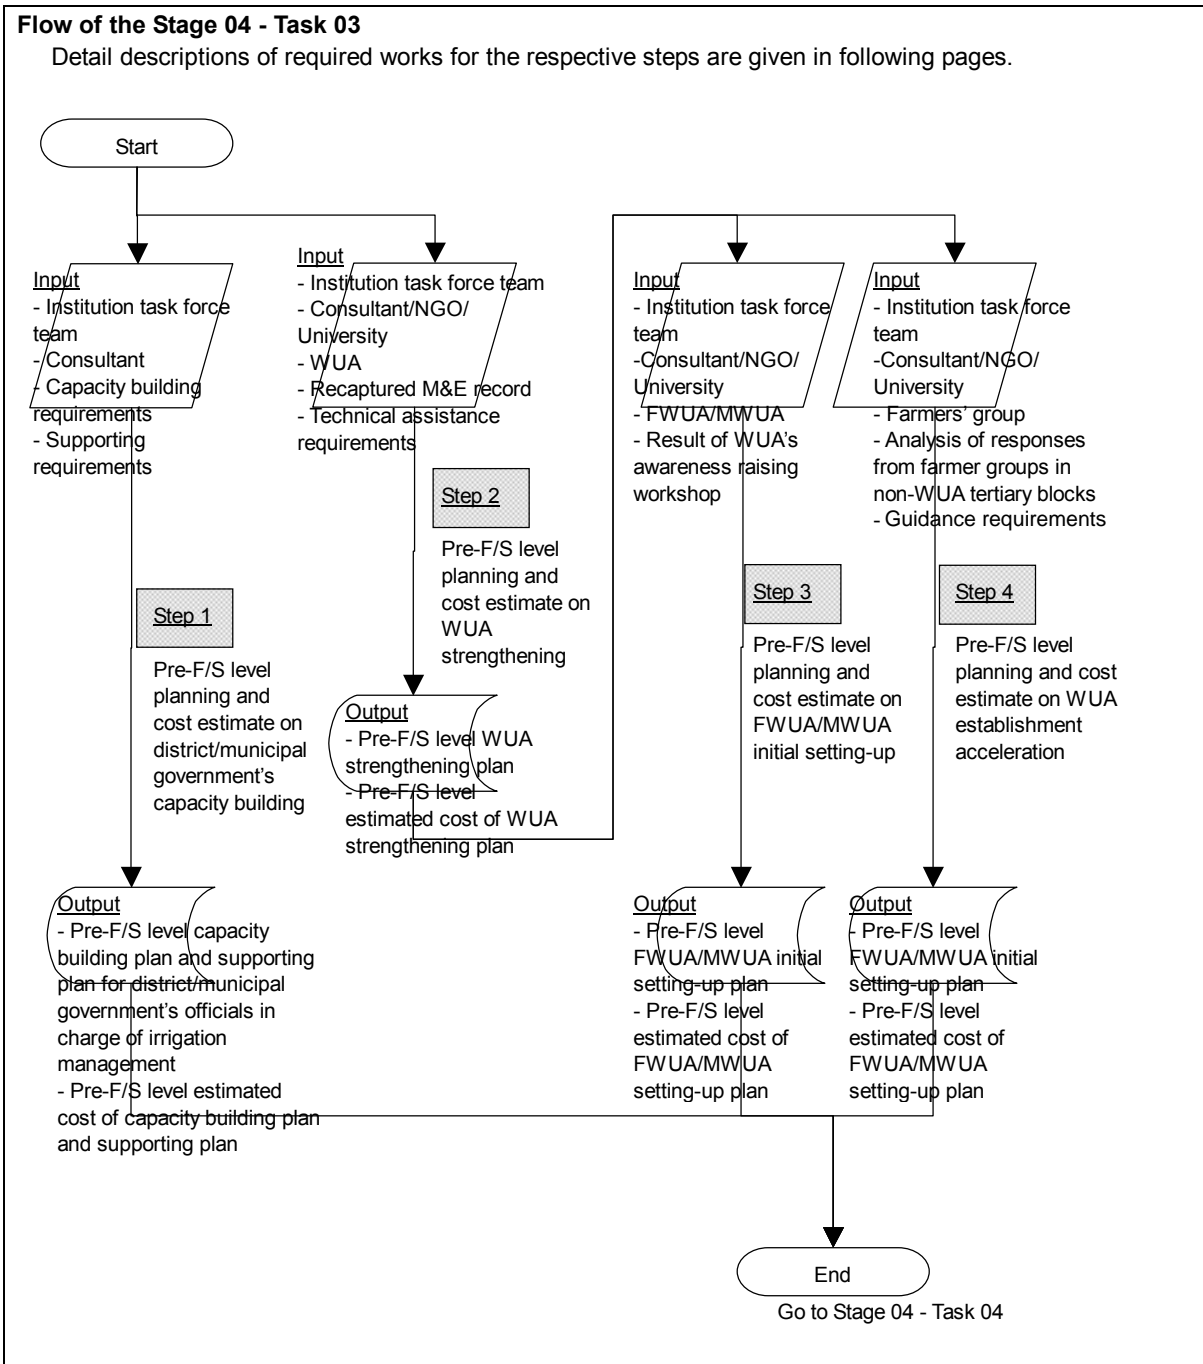 Flow of the Stage 04 - Task 03
Detail descriptions of required works for the respective steps are given in following pages.
Start
Input
- Institution task force
team
- Consultant
- Capacity building
requirements
- Supporting
requirements
Input
- Institution task force team
- Consultant/NGO/
University
- WUA
- Recaptured M&E record
- Technical assistance
requirements
Input
- Institution task force
team
-Consultant/NGO/
University
- FWUA/MWUA
- Result of WUA's
awareness raising
workshop
Input
- Institution task force
team
-Consultant/NGO/
University
- Farmers' group
- Analysis of responses
from farmer groups in
non-WUA tertiary blocks
- Guidance requirements
Step 1
Pre-F/S level
planning and
cost estimate on
district/municipal
government's
capacity building
Step 2
Pre-F/S level
planning and
cost estimate on
WUA
strengthening
Step 3
Pre-F/S level
planning and
cost estimate on
FWUA/MWUA
initial setting-up
Step 4
Pre-F/S level
planning and cost
estimate on WUA
establishment
acceleration
Output
- Pre-F/S level WUA
strengthening plan
- Pre-F/S level
estimated cost of WUA
strengthening plan
Output
- Pre-F/S level capacity
building plan and supporting
plan for district/municipal
government's officials in
charge of irrigation
management
- Pre-F/S level estimated
cost of capacity building plan
and supporting plan
Output
- Pre-F/S level
FWUA/MWUA initial
setting-up plan
- Pre-F/S level
estimated cost of
FWUA/MWUA
setting-up plan
Output
- Pre-F/S level
FWUA/MWUA initial
setting-up plan
- Pre-F/S level
estimated cost of
FWUA/MWUA
setting-up plan
End
Go to Stage 04 - Task 04